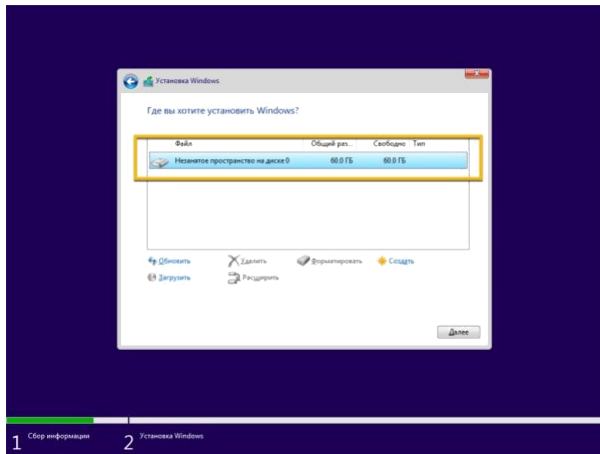 Установка Windows
Где вы хотите установить Windows?
Файл Общий раз... Свободно Тип
Незанятое пространство на диске 0 60.0 ГБ 60.0 ГБ
Обновить Удалить Форматировать Создать
Загрузить Расширить
Далее
1 Сбор информации 2 Установка Windows